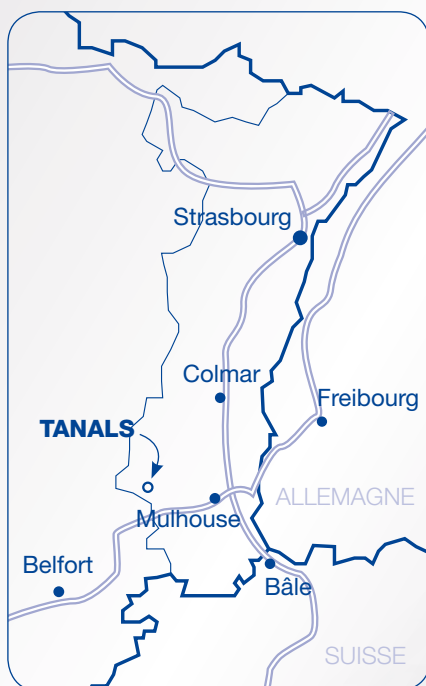 Strasbourg
Colmar
Freibourg
TANALS
ALLEMAGNE
Mulhouse
Belfort
Bâle
SUISSE